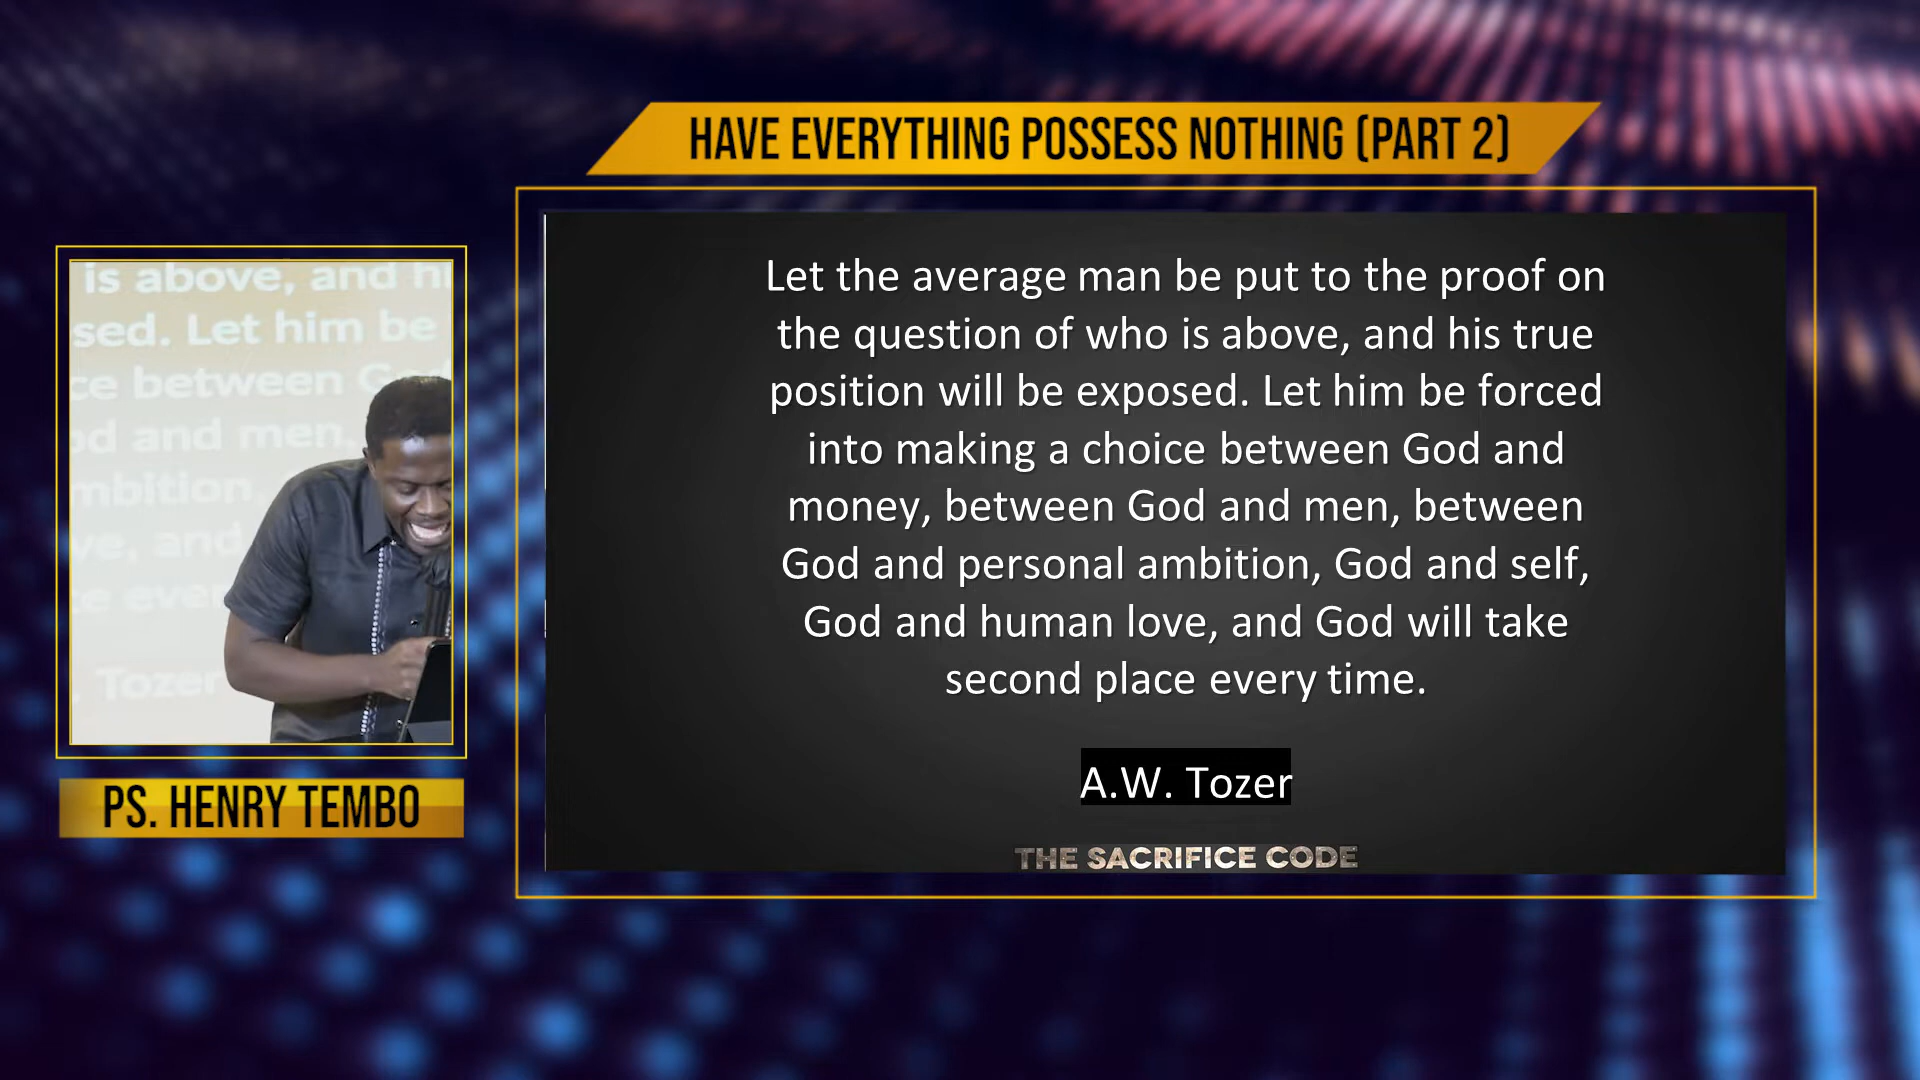 HAVE EVERYTHING POSSESS NOTHING (PART 2)
Let the average man be put to the proof on
the question of who is above, and his true
position will be exposed. Let him be forced
into making a choice between God and
money, between God and men, between
God and personal ambition, God and self,
God and human love, and God will take
second place every time.
A.W. Tozer
THE SACRIFICE CODE
is above, and
sed. Let him be
between
and men,
mbition
and
Tozer
PS. HENRY TEMBO